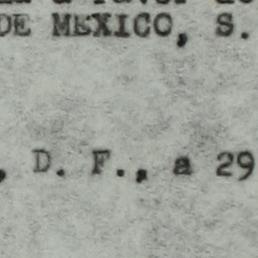 DE MEXICO, S.
, D. F., a 29